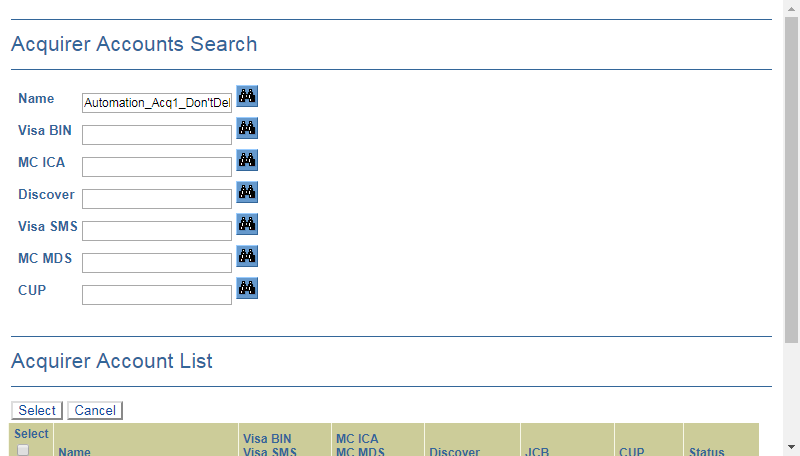 Acquirer Accounts Search
Name Automation_Acq1_Don'tDel
Visa BIN
MC ICA
Discover
Visa SMS
MC MDS
CUP
Acquirer Account List
Select Cancel
Select Visa BIN MC ICA
Name Visa SMS MC MDS Discover JCB CUP Status